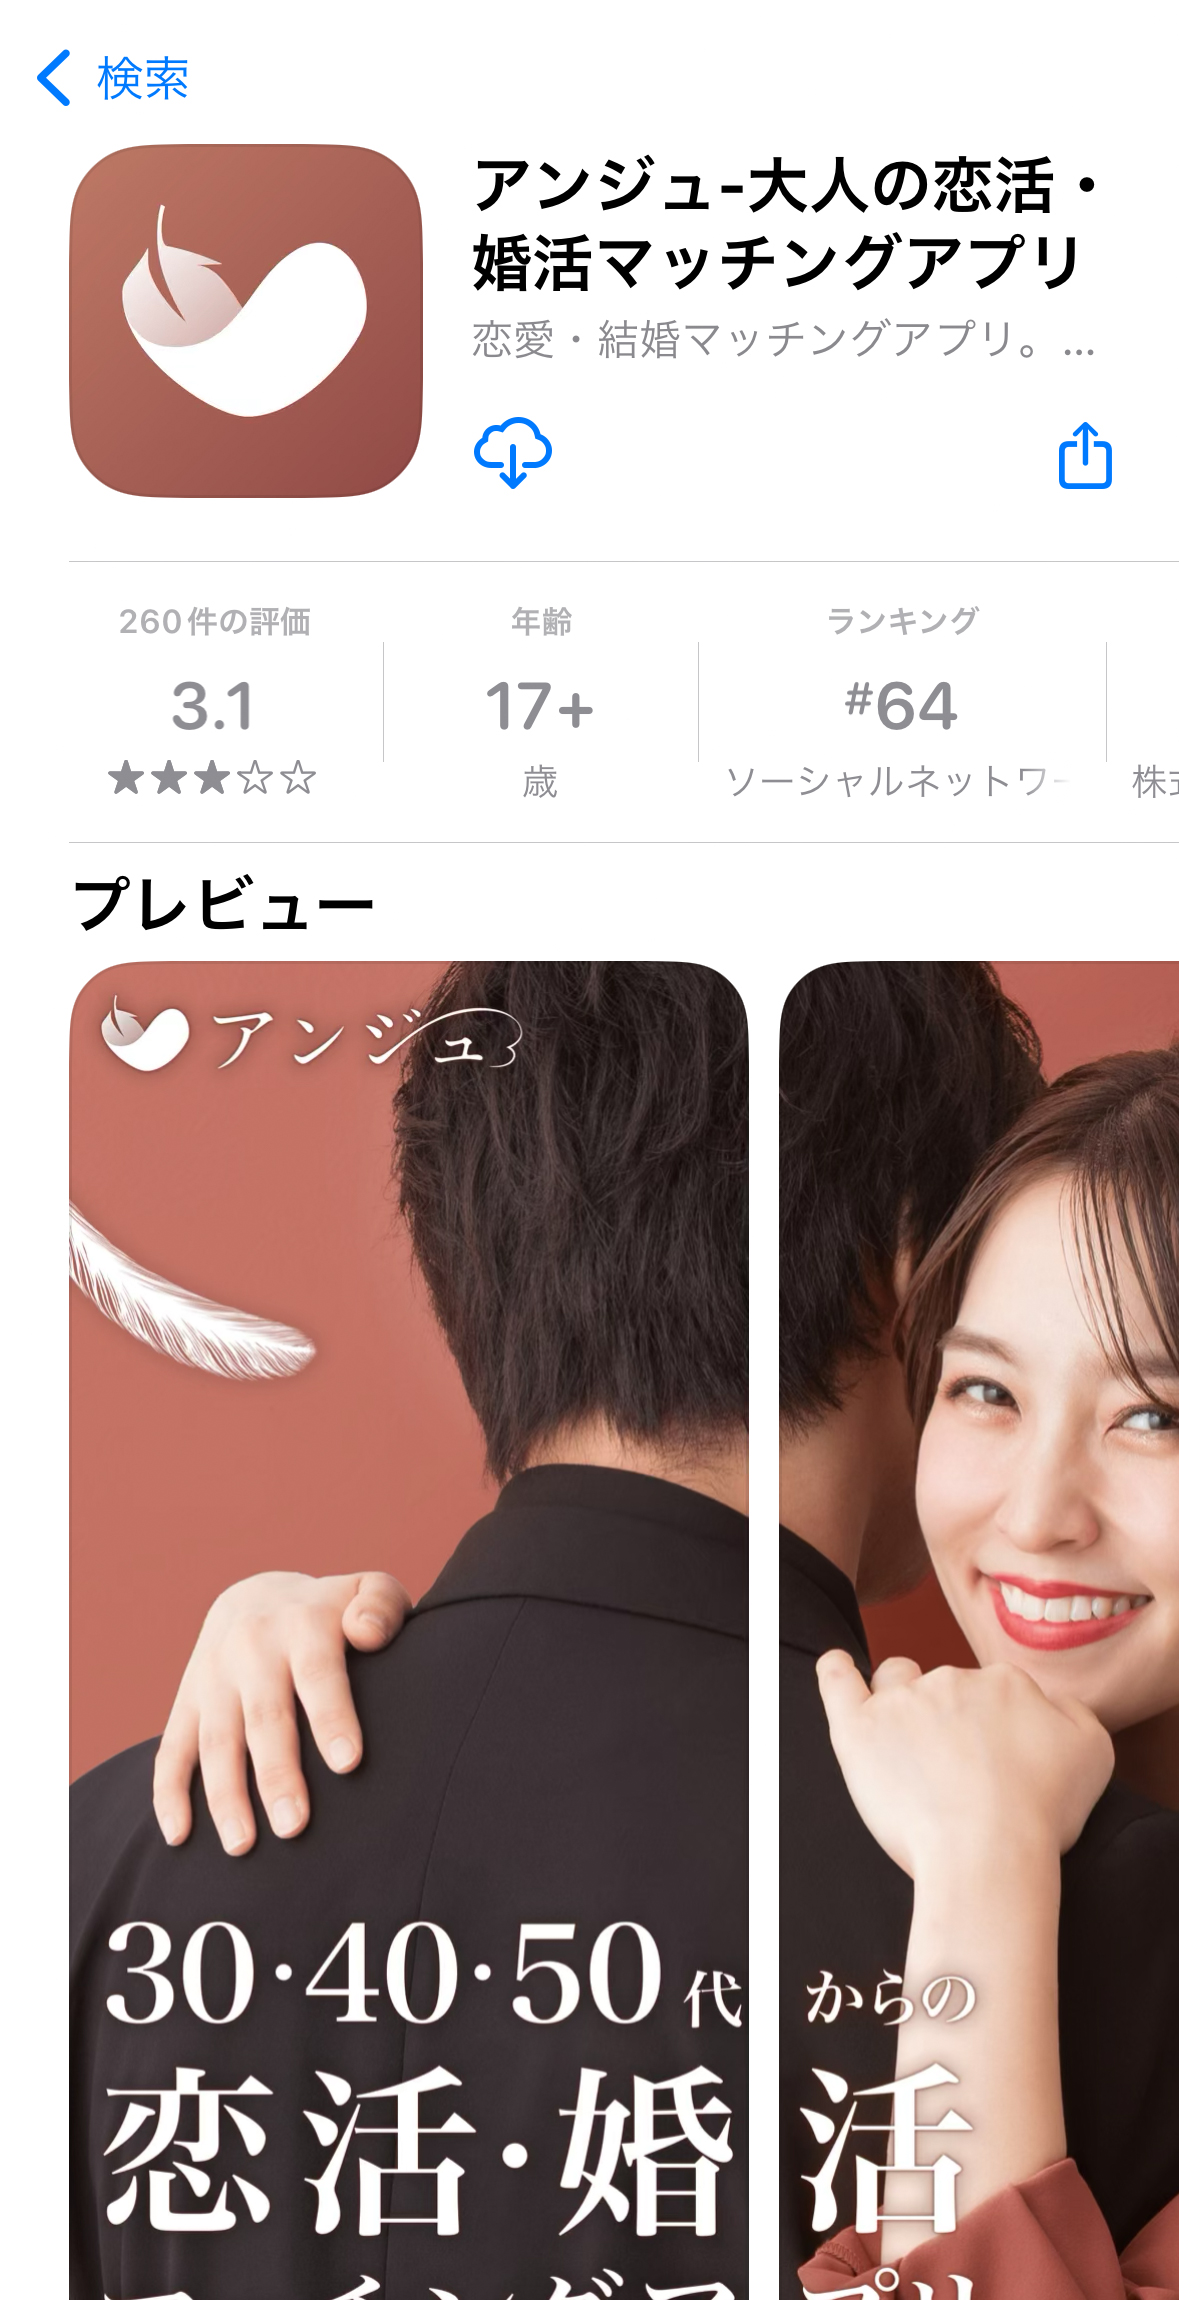 検索
アンジュ-大人の恋活・
婚活マッチングアプリ
恋愛・結婚マッチングアプリ。...
260件の評価
3.1
★★★☆☆
年齢
17+
歳
ランキング
#64
ソーシャルネットワー
株式
プレビュー
アンジュ
30・40・50代
恋活・婚
からの
活